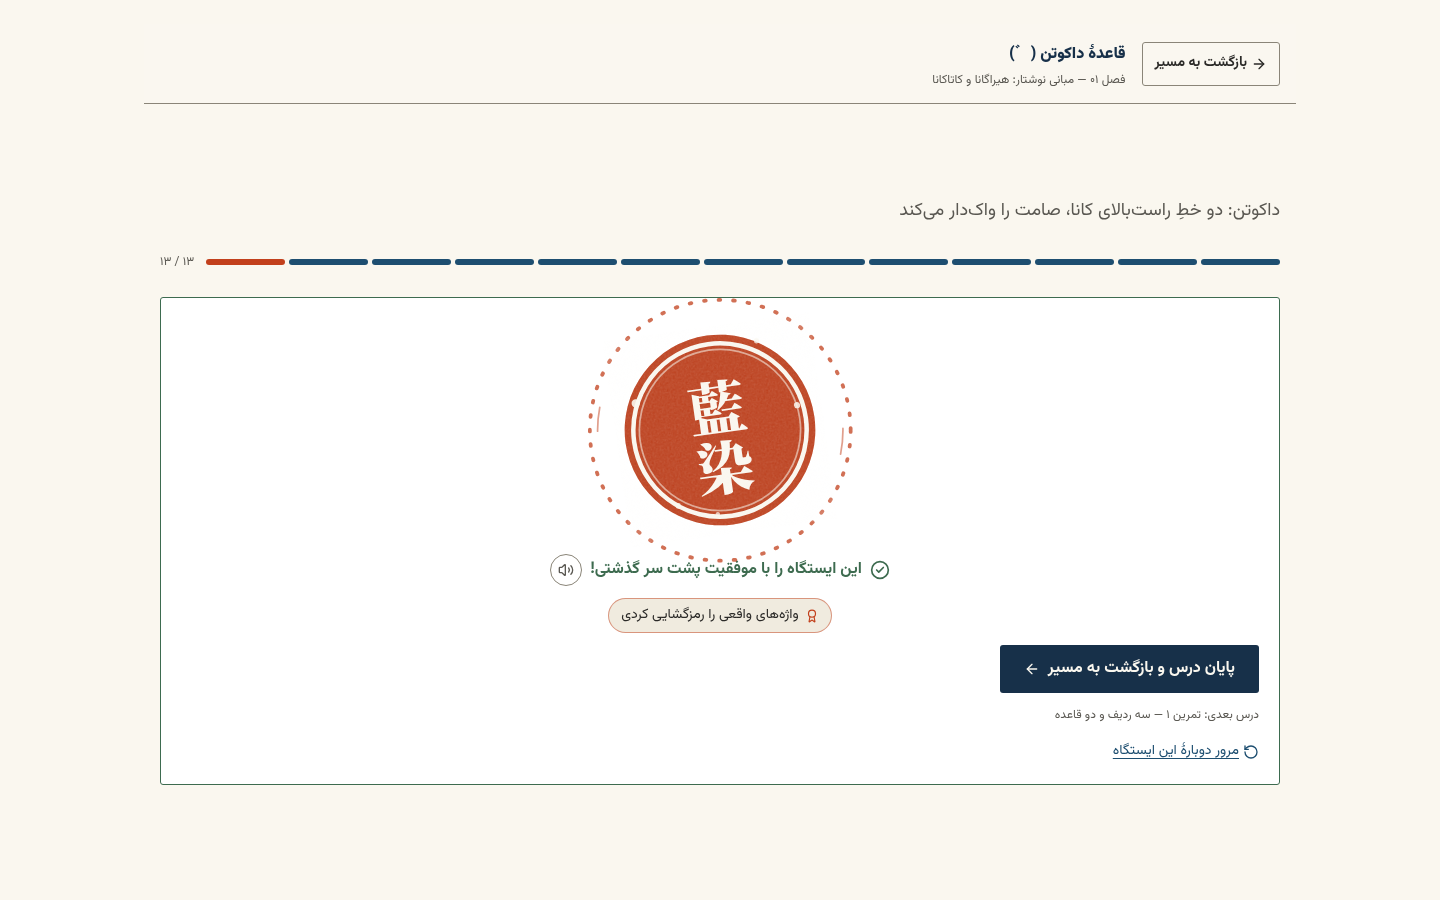 بازگشت به مسیر
قاعدهٔ داکوتن (゛)
فصل ۰۱ — مبانی نوشتار: هیراگانا و کاتاکانا
داکوتن: دو خطِ راست‌بالای کانا، صامت را واک‌دار می‌کند
۱۳ / ۱۳
藍染
این ایستگاه را با موفقیت پشت سر گذشتی!
واژه‌های واقعی را رمزگشایی کردی
پایان درس و بازگشت به مسیر
درس بعدی: تمرین ۱ — سه ردیف و دو قاعده
مرور دوبارهٔ این ایستگاه